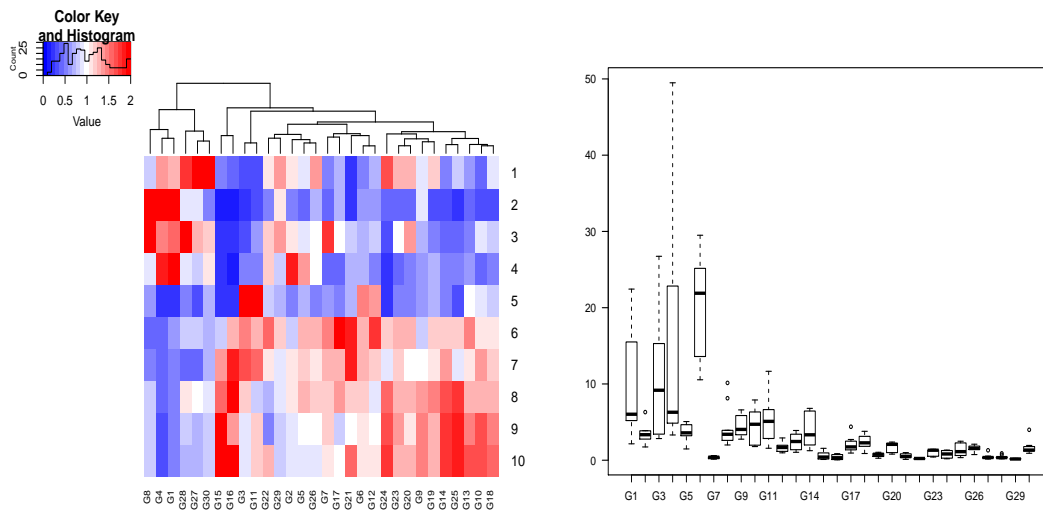 Color Key
and Histogram
Count
0 25
0 0.5 1 1.5 2
Value
1
2
3
4
5
6
7
8
9
10
G8 G4 G1 G28 G27 G30 G15 G16 G3 G11 G22 G29 G2 G5 G26 G7 G17 G21 G6 G12 G24 G23 G20 G9 G19 G14 G25 G13 G10 G18
50
40
30
20
10
0
G1 G3 G5 G7 G9 G11 G14 G17 G20 G23 G26 G29